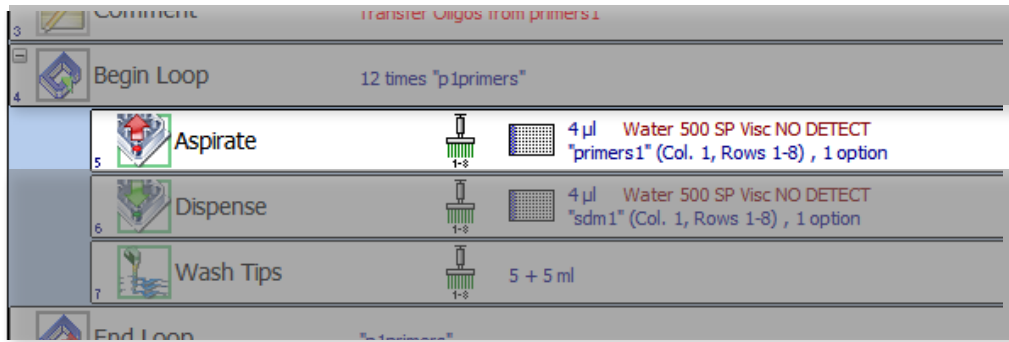 3 Comment Transfer Oligos from primers1
4 Begin Loop 12 times "p1primers"
5 Aspirate 1-8 4 µl Water 500 SP Visc NO DETECT
"primers1" (Col. 1, Rows 1-8) , 1 option
6 Dispense 1-8 4 µl Water 500 SP Visc NO DETECT
"sdm1" (Col. 1, Rows 1-8) , 1 option
7 Wash Tips 1-8 5 + 5 ml
End Loop "p1primers"